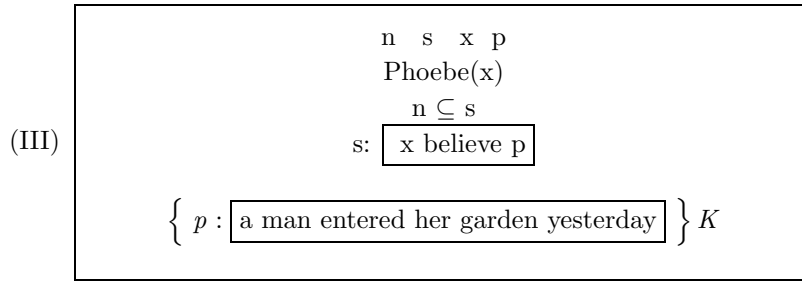 n s x p
Phoebe(x)
n ⊆ s
(III)
s: x believe p
{ p : a man entered her garden yesterday } K